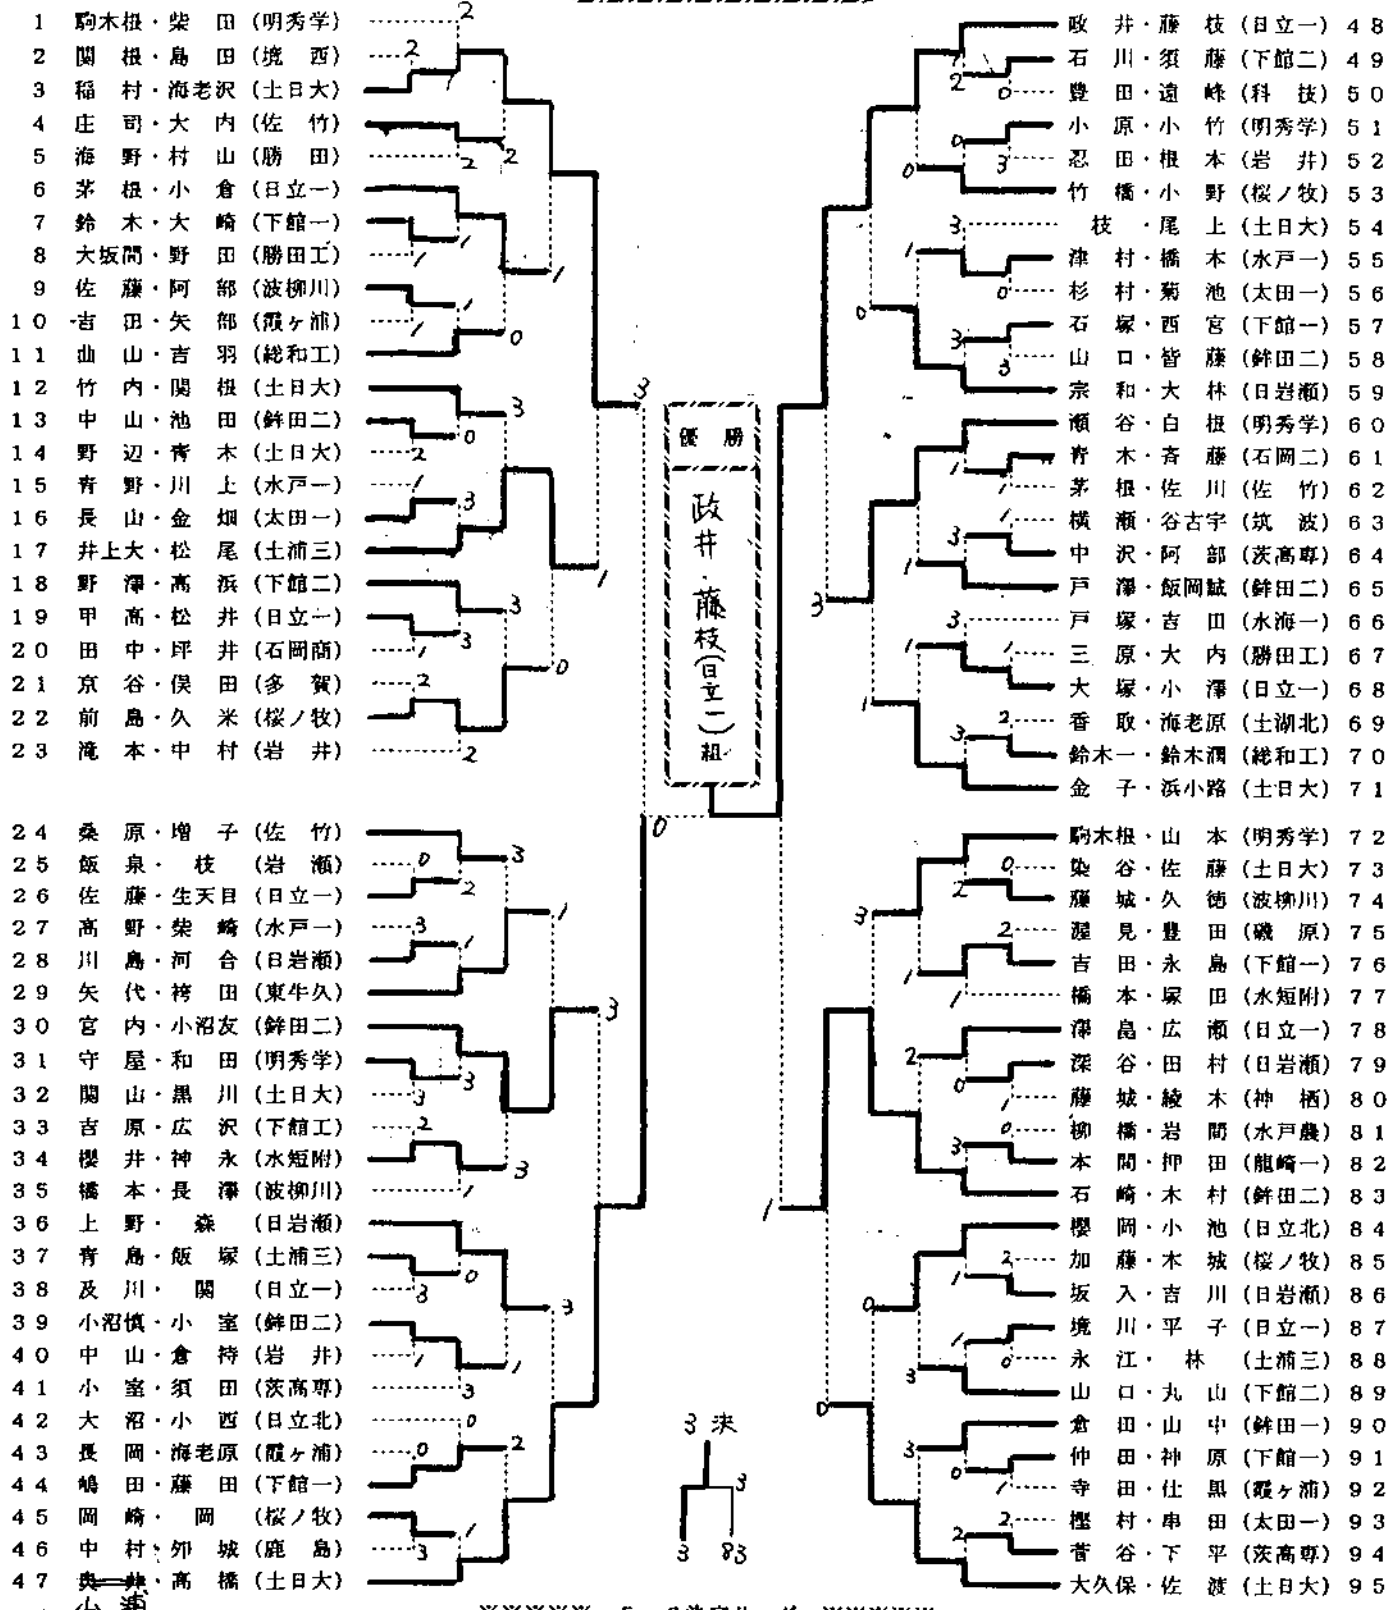 1 駒木根・柴田 (明秀学)
2 関根・島田 (境西)
3 稲村・海老沢 (土日大)
4 庄司・大内 (佐竹)
5 海野・村山 (勝田)
6 茅根・小倉 (日立一)
7 鈴木・大崎 (下館一)
8 大坂間・野田 (勝田工)
9 佐藤・阿部 (波柳川)
10 吉田・矢部 (霞ヶ浦)
11 曲山・吉羽 (総和工)
12 竹内・関根 (土日大)
13 中山・池田 (鉾田二)
14 野辺・青木 (土日大)
15 青野・川上 (水戸一)
16 長山・金畑 (太田一)
17 井上大・松尾 (土浦三)
18 野澤・高浜 (下館二)
19 甲高・松井 (日立一)
20 田中・坪井 (石岡商)
21 京谷・俣田 (多賀)
22 前島・久米 (桜ノ牧)
23 滝本・中村 (岩井)
24 桑原・増子 (佐竹)
25 飯泉・枝 (岩瀬)
26 佐藤・生天目 (日立一)
27 高野・柴崎 (水戸一)
28 川島・河合 (日岩瀬)
29 矢代・袴田 (東牛久)
30 宮内・小沼友 (鉾田二)
31 守屋・和田 (明秀学)
32 関山・黒川 (土日大)
33 吉原・広沢 (下館工)
34 櫻井・神永 (水短附)
35 橋本・長澤 (波柳川)
36 上野・森 (日岩瀬)
37 青島・飯塚 (土浦三)
38 及川・関 (日立一)
39 小沼慎・小室 (鉾田二)
40 中山・倉持 (岩井)
41 小室・須田 (茨高専)
42 大沼・小西 (日立北)
43 長岡・海老原 (霞ヶ浦)
44 嶋田・藤田 (下館一)
45 岡崎・岡 (桜ノ牧)
46 中村・外城 (鹿島)
47 奥井・高橋 (土日大)
小浦
優勝
政井・藤枝(日立一)組
3決
3
3 83
政井・藤枝 (日立一) 48
石川・須藤 (下館二) 49
豊田・遠峰 (科技) 50
小原・小竹 (明秀学) 51
忍田・根本 (岩井) 52
竹橋・小野 (桜ノ牧) 53
枝・尾上 (土日大) 54
津村・橋本 (水戸一) 55
杉村・菊池 (太田一) 56
石塚・西宮 (下館一) 57
山口・皆藤 (鉾田二) 58
宗和・大林 (日岩瀬) 59
瀬谷・白根 (明秀学) 60
青木・斉藤 (石岡二) 61
茅根・佐川 (佐竹) 62
横瀬・谷古宇 (筑波) 63
中沢・阿部 (茨高専) 64
戸澤・飯岡誠 (鉾田二) 65
戸塚・吉田 (水海一) 66
三原・大内 (勝田工) 67
大塚・小澤 (日立一) 68
香取・海老原 (土湖北) 69
鈴木一・鈴木潤 (総和工) 70
金子・浜小路 (土日大) 71
駒木根・山本 (明秀学) 72
染谷・佐藤 (土日大) 73
藤城・久徳 (波柳川) 74
渥見・豊田 (磯原) 75
吉田・永島 (下館一) 76
橋本・塚田 (水短附) 77
澤畠・広瀬 (日立一) 78
深谷・田村 (日岩瀬) 79
藤城・綾木 (神栖) 80
柳橋・岩間 (水戸農) 81
本間・押田 (龍崎一) 82
石崎・木村 (鉾田二) 83
櫻岡・小池 (日立北) 84
加藤・木城 (桜ノ牧) 85
坂入・吉川 (日岩瀬) 86
境川・平子 (日立一) 87
永江・林 (土浦三) 88
山口・丸山 (下館二) 89
倉田・山中 (鉾田一) 90
仲田・神原 (下館一) 91
寺田・仕黒 (霞ヶ浦) 92
樫村・串田 (太田一) 93
菅谷・下平 (茨高専) 94
大久保・佐渡 (土日大) 95